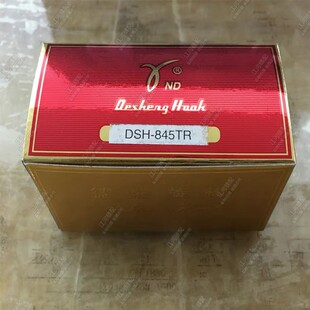 ®
ND
Desheng Hook
DSH-845TR